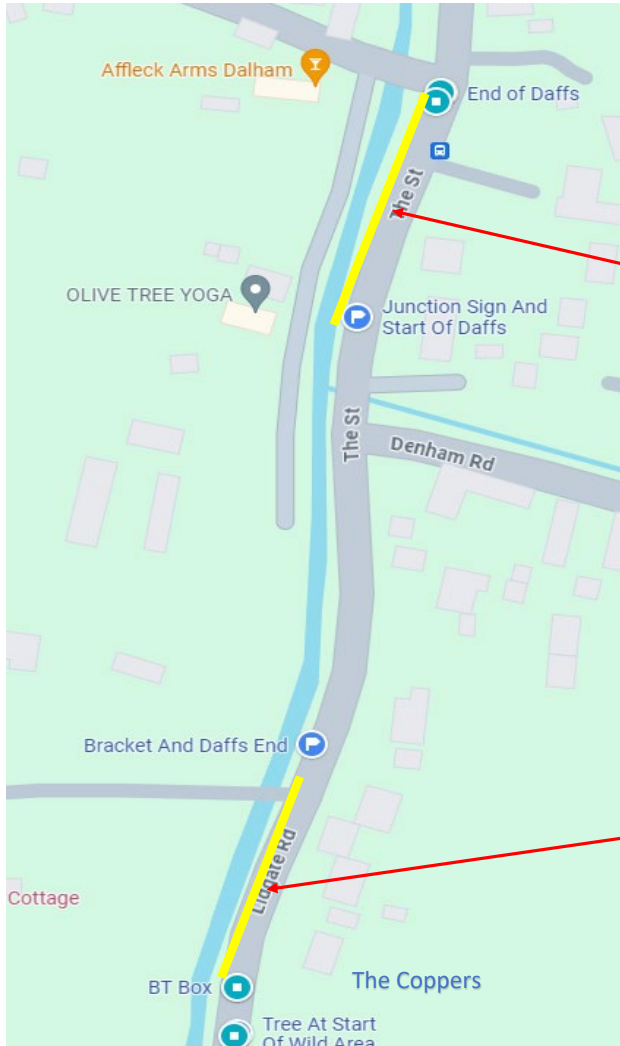 Affleck Arms Dalham
End of Daffs
The St
OLIVE TREE YOGA
Junction Sign And
Start Of Daffs
The St
Denham Rd
Bracket And Daffs End
Lidgate Rd
Cottage
BT Box
The Coppers
Tree At Start
Of Wild Area